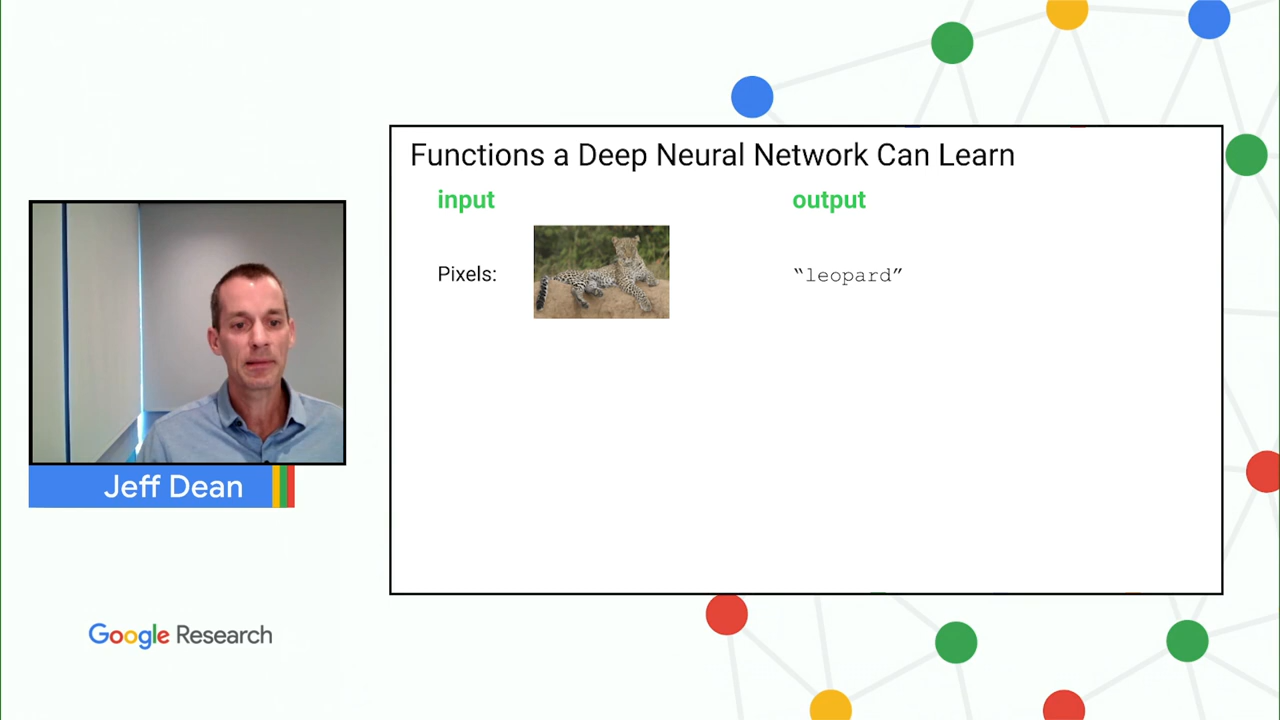 Functions a Deep Neural Network Can Learn
input output
Pixels: “leopard”
Jeff Dean
Google Research